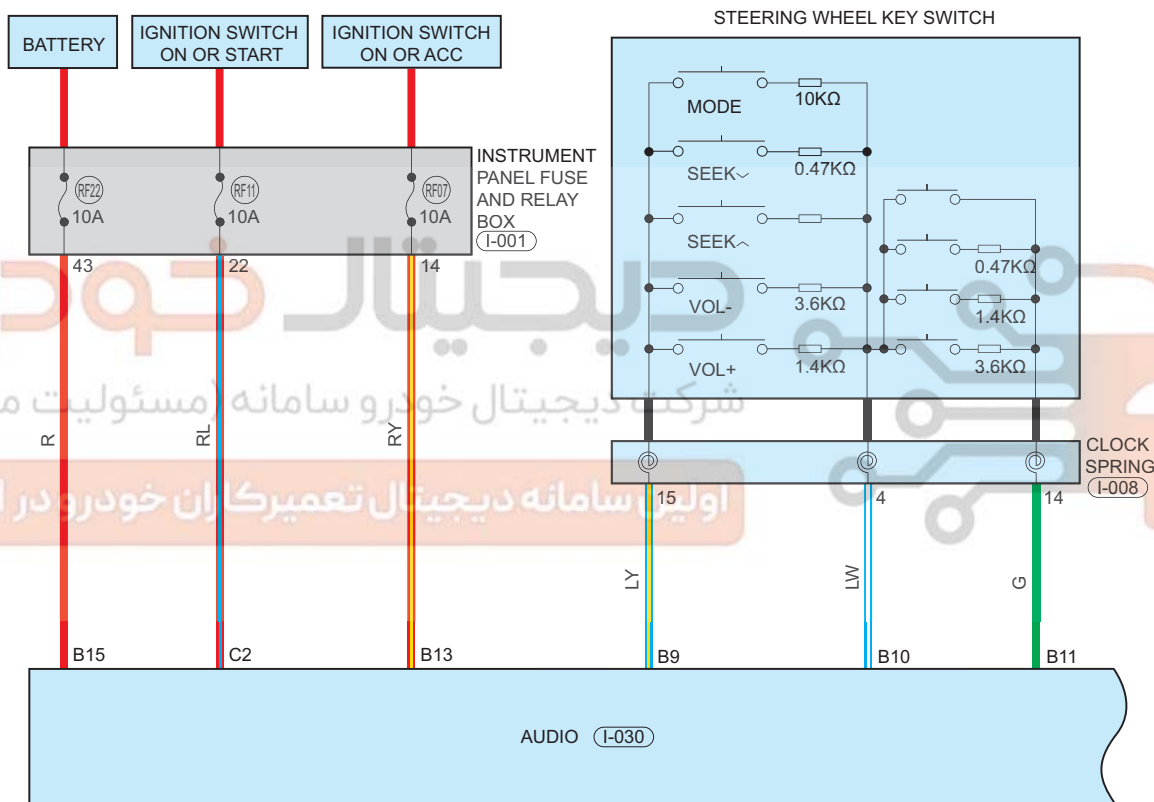 STEERING WHEEL KEY SWITCH
BATTERY
IGNITION SWITCH
ON OR START
IGNITION SWITCH
ON OR ACC
MODE
10KΩ
SEEK
0.47KΩ
SEEK
VOL-
3.6KΩ
VOL+
1.4KΩ
0.47KΩ
1.4KΩ
3.6KΩ
RF22
10A
RF11
10A
RF07
10A
INSTRUMENT
PANEL FUSE
AND RELAY
BOX
I-001
43
22
14
دیجیتال خود
شرکت دیجیتال خودرو سامانه (مسئولیت م
اولین سامانه دیجیتال تعمیرکاران خودرو در ا
R
RL
RY
CLOCK
SPRING
I-008
15
4
14
LY
LW
G
B15
C2
B13
B9
B10
B11
AUDIO
I-030